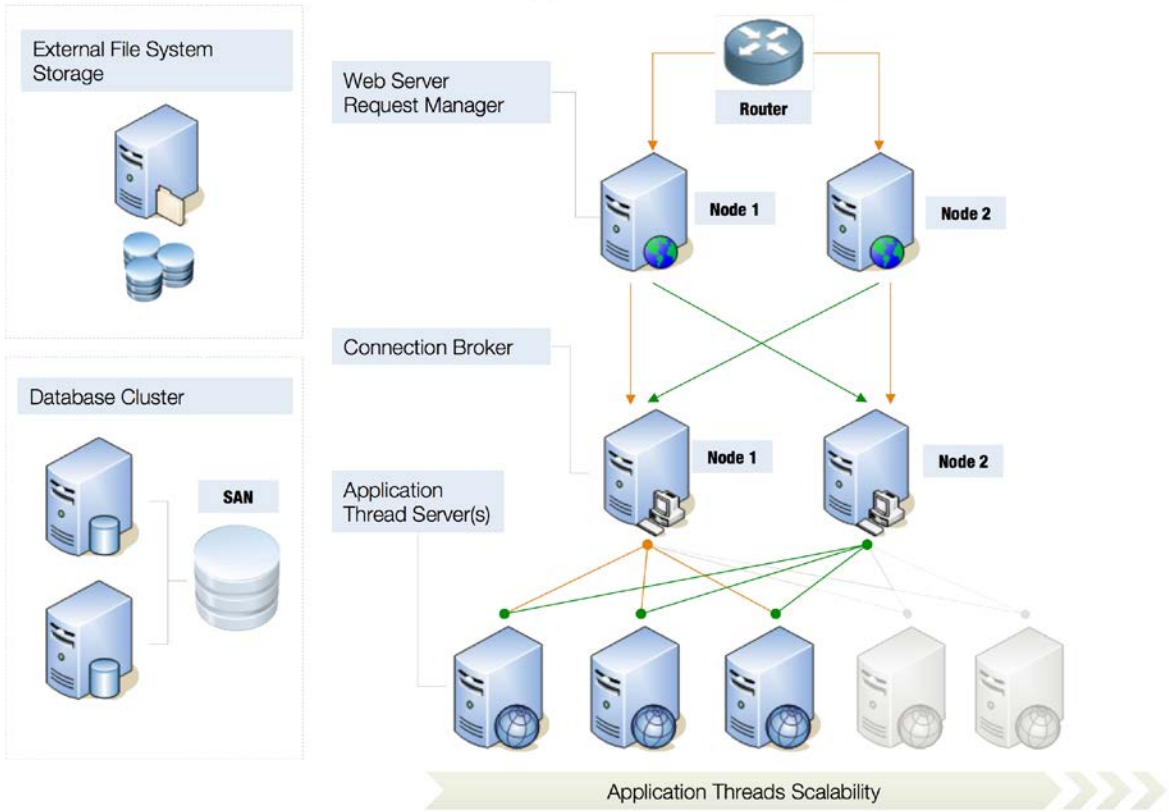 External File System
Storage
Database Cluster
SAN
Web Server
Request Manager
Router
Node 1
Node 2
Connection Broker
Node 1
Node 2
Application
Thread Server(s)
Application Threads Scalability